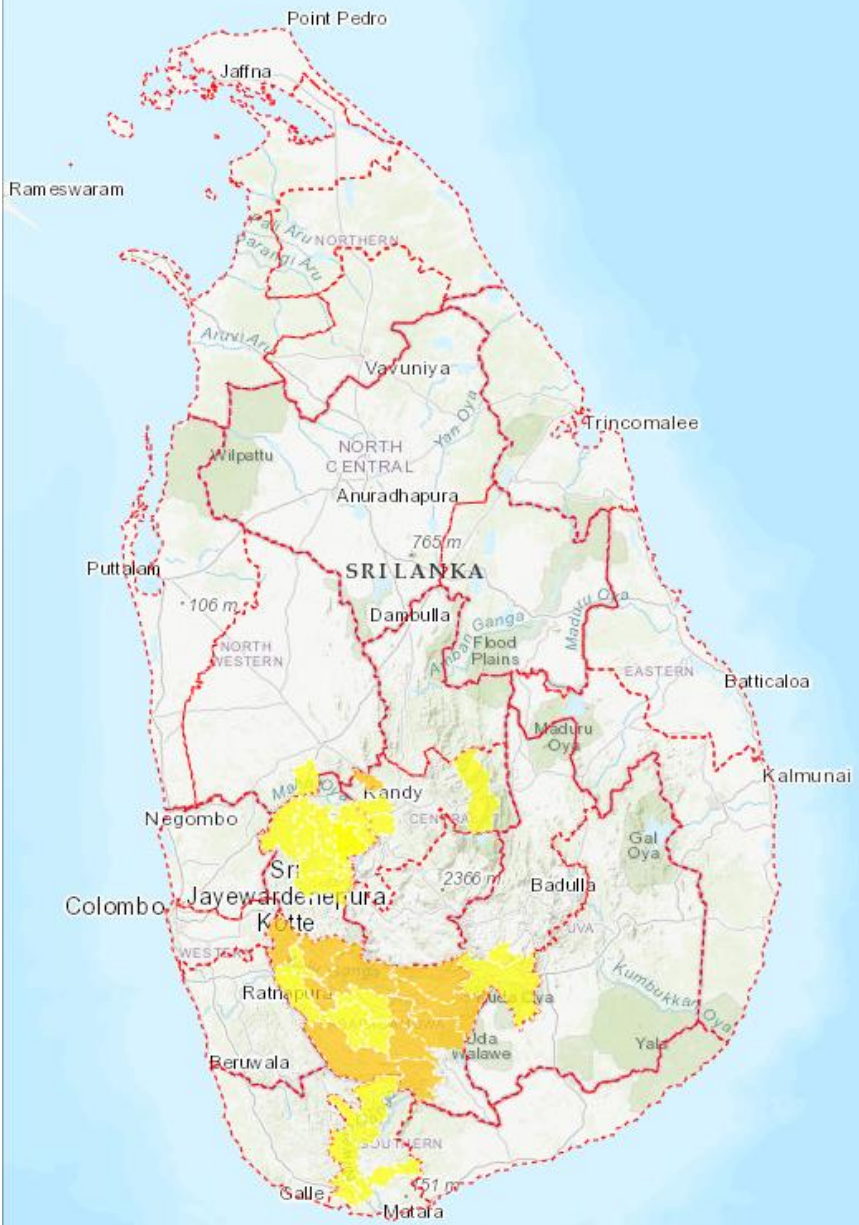 Point Pedro
Jaffna
Rameswaram
Pali Aru
NORTHERN
Parangi Aru
Aruvi Aru
Vavuniya
Yan Oya
Trincomalee
Wilpattu
NORTH
CENTRAL
Anuradhapura
765 m
Puttalam
SRI LANKA
106 m
Dambulla
Maduru Oya
Amban Ganga
Flood
Plains
NORTH
WESTERN
EASTERN
Batticaloa
Maduru
Oya
Kalmunai
Kandy
Negombo
Gal
Oya
Sri
2366 m
Badulla
Jayewardenepura
Colombo
Kotte
UVA
WESTERN
Kumbukkan Oya
Ratnapura
Uda
Walawe
Yala
Beruwala
SOUTHERN
Galle
151 m
Matara